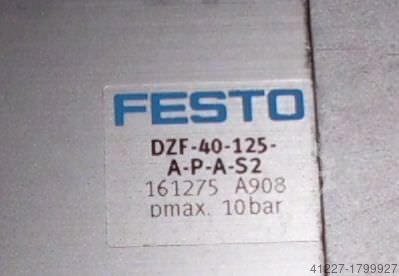 FESTO
DZF-40-125-
A-P-A-S2
161275 A908
pmax. 10bar
41227-1799927